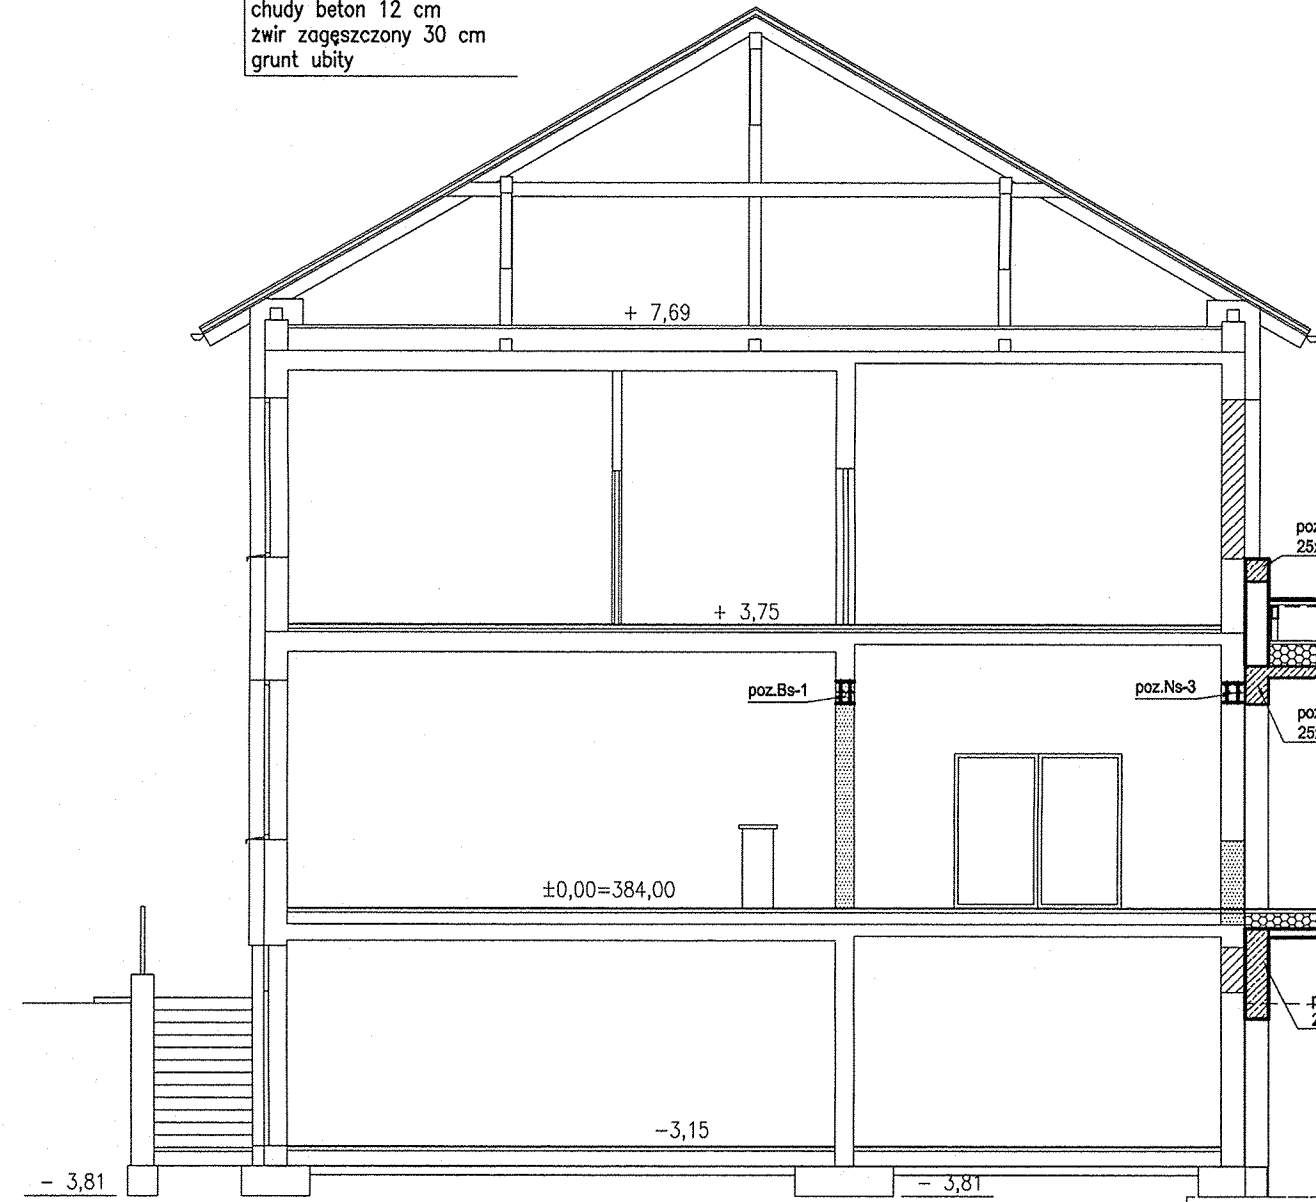 chudy beton 12 cm
żwir zagęszczony 30 cm
grunt ubity
+ 7,69
+ 3,75
poz.Bs-1
poz.Ns-3
±0,00=384,00
-3,15
- 3,81
- 3,81